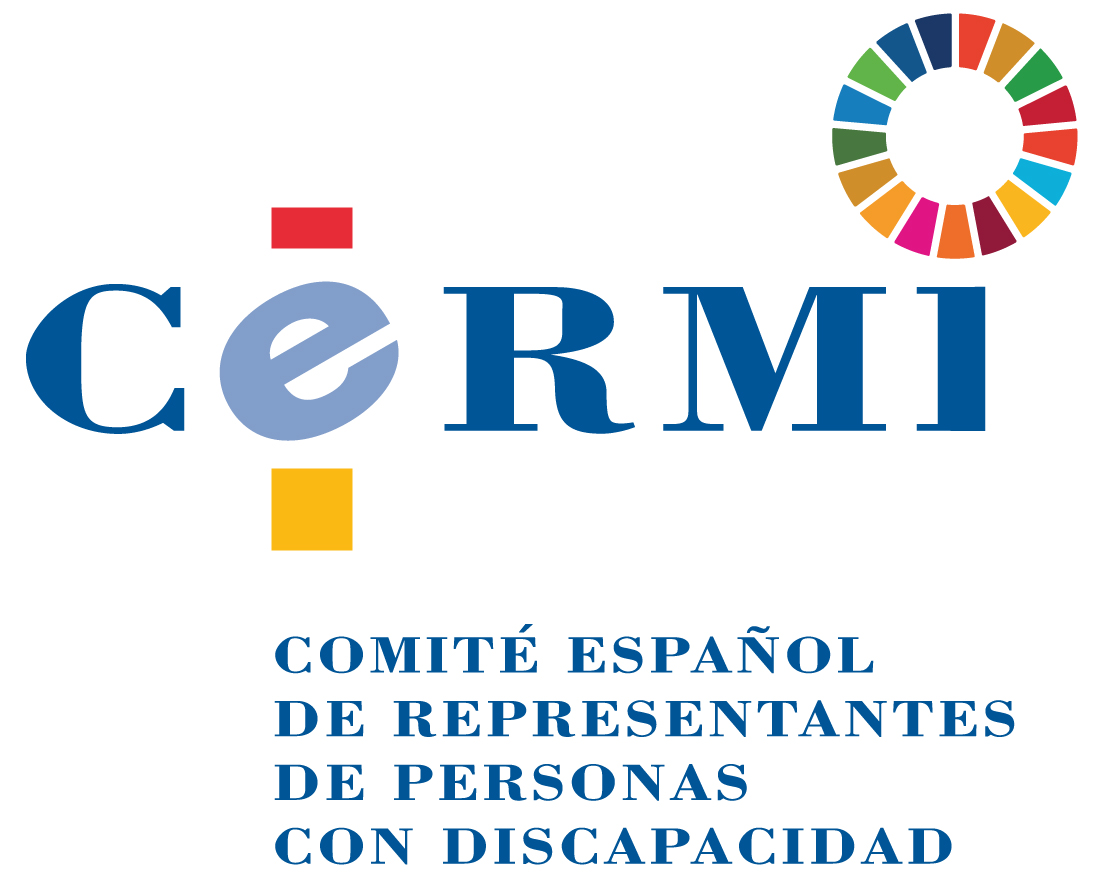 CeRMI
COMITÉ ESPAÑOL
DE REPRESENTANTES
DE PERSONAS
CON DISCAPACIDAD